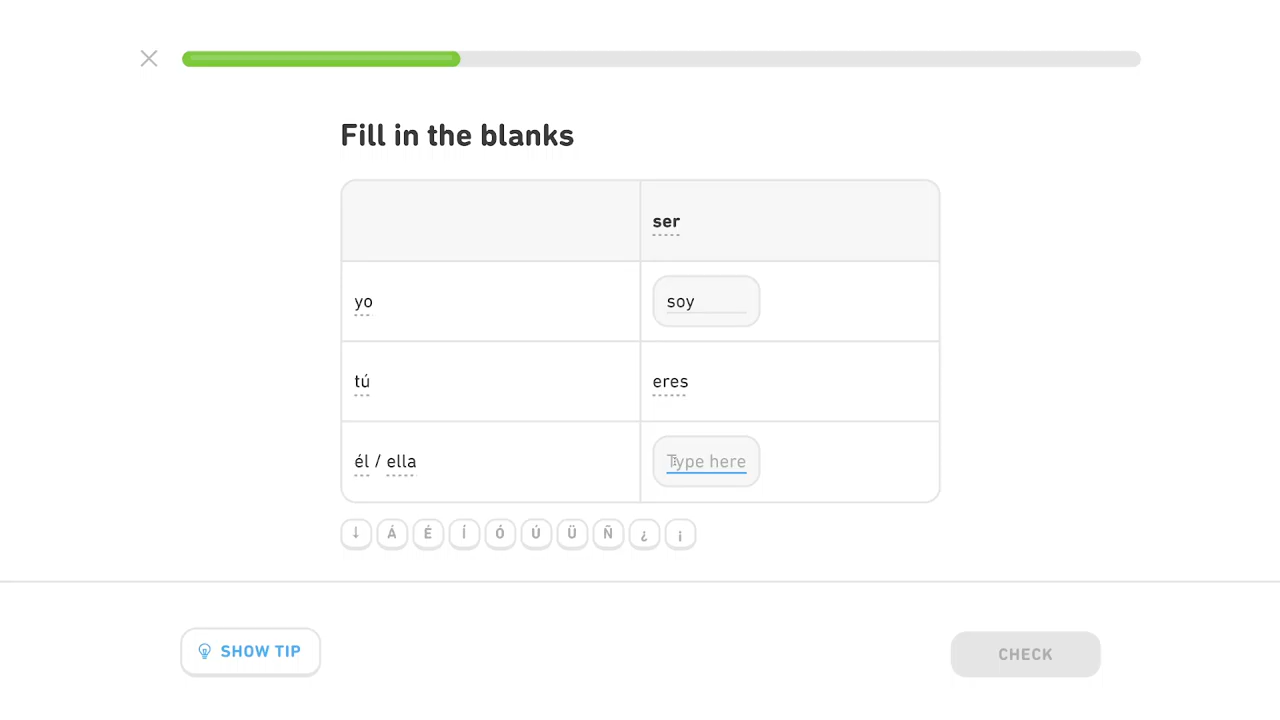 Fill in the blanks
ser
yo soy
tú eres
él / ella Type here
↓ Á É Í Ó Ú Ü Ñ ¿ ¡
SHOW TIP CHECK